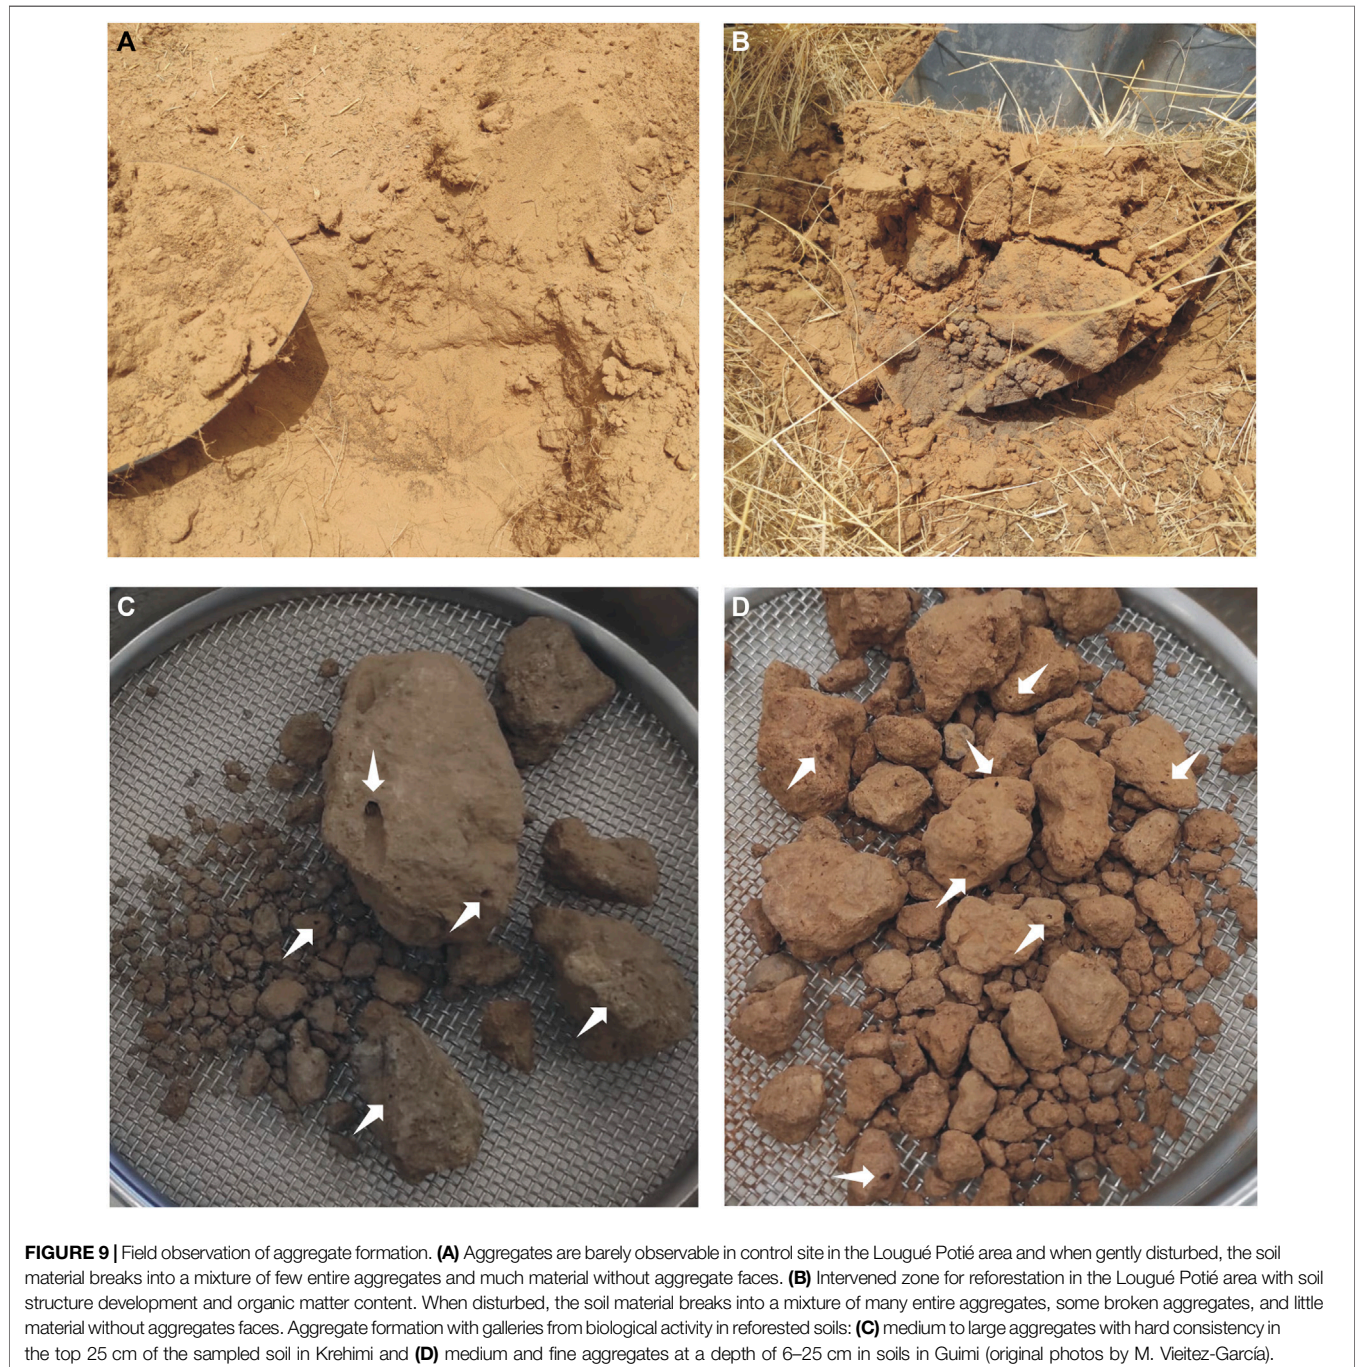 A
B
C
D
FIGURE 9 | Field observation of aggregate formation. (A) Aggregates are barely observable in control site in the Lougué Potié area and when gently disturbed, the soil
material breaks into a mixture of few entire aggregates and much material without aggregate faces. (B) Intervened zone for reforestation in the Lougué Potié area with soil
structure development and organic matter content. When disturbed, the soil material breaks into a mixture of many entire aggregates, some broken aggregates, and little
material without aggregates faces. Aggregate formation with galleries from biological activity in reforested soils: (C) medium to large aggregates with hard consistency in
the top 25 cm of the sampled soil in Krehimi and (D) medium and fine aggregates at a depth of 6–25 cm in soils in Guimi (original photos by M. Vieitez-García).